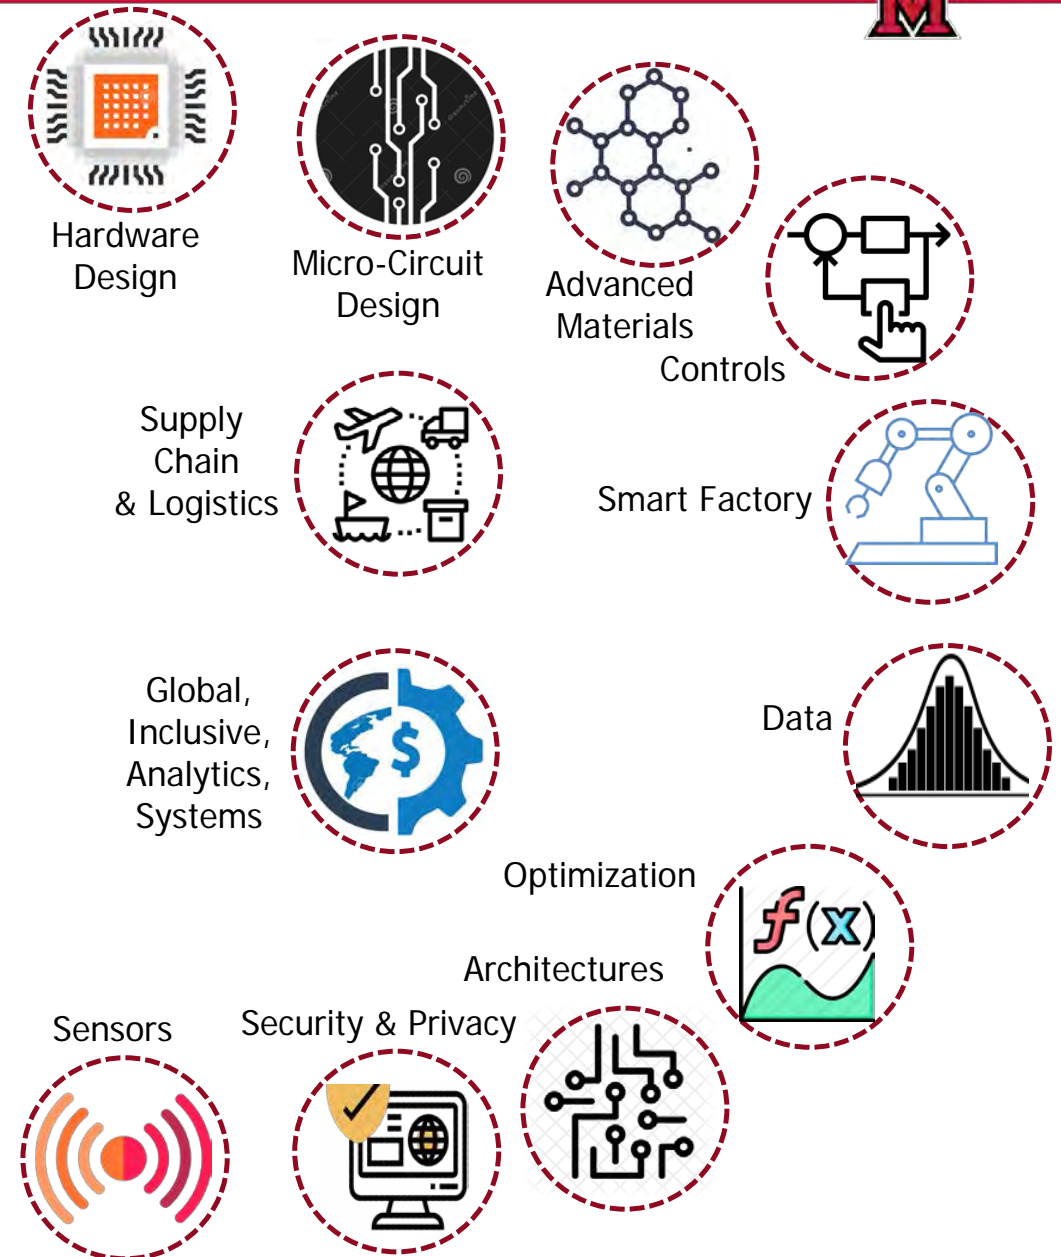 M
Hardware
Design
Micro-Circuit
Design
Advanced
Materials
Controls
Supply
Chain
& Logistics
Smart Factory
Global,
Inclusive,
Analytics,
Systems
$
Data
Optimization
f(x)
Architectures
Security & Privacy
Sensors